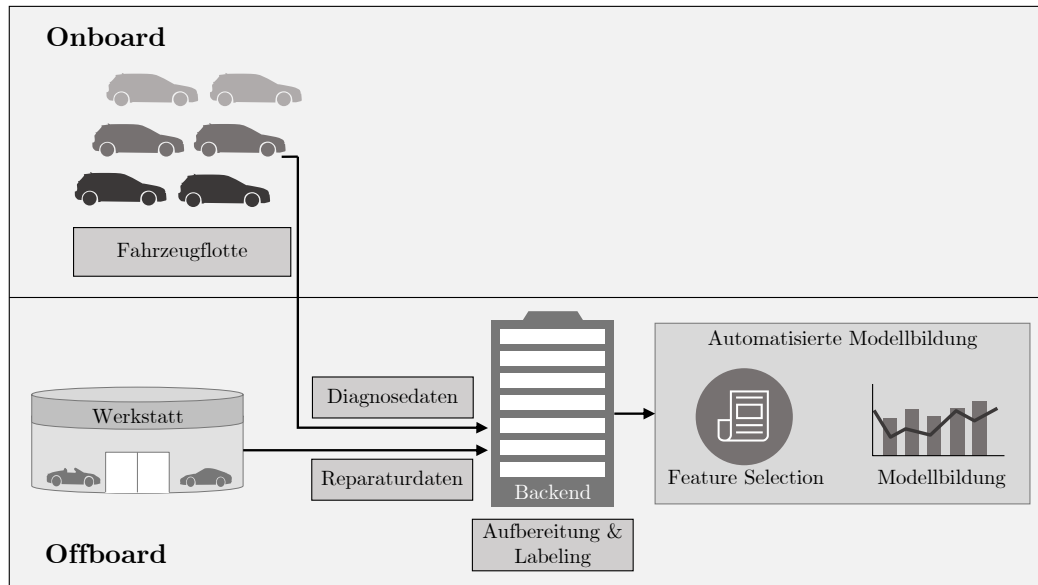 Onboard
Fahrzeugflotte
Automatisierte Modellbildung
Diagnosedaten
Werkstatt
Reparaturdaten
Feature Selection
Modellbildung
Backend
Aufbereitung &
Labeling
Offboard